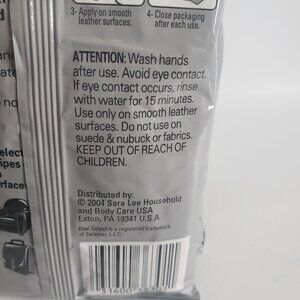 3- Apply on smooth
leather surfaces.
4- Close packaging
after each use.
ATTENTION: Wash hands
after use. Avoid eye contact.
If eye contact occurs, rinse
with water for 15 minutes.
Use only on smooth leather
surfaces. Do not use on
suede & nubuck or fabrics.
KEEP OUT OF REACH OF
CHILDREN.
Distributed by:
© 2004 Sara Lee Household
and Body Care USA
Exton, PA 19341 U.S.A
Kiwi Select is a registered trademark
of Saramar, L.L.C.
31600